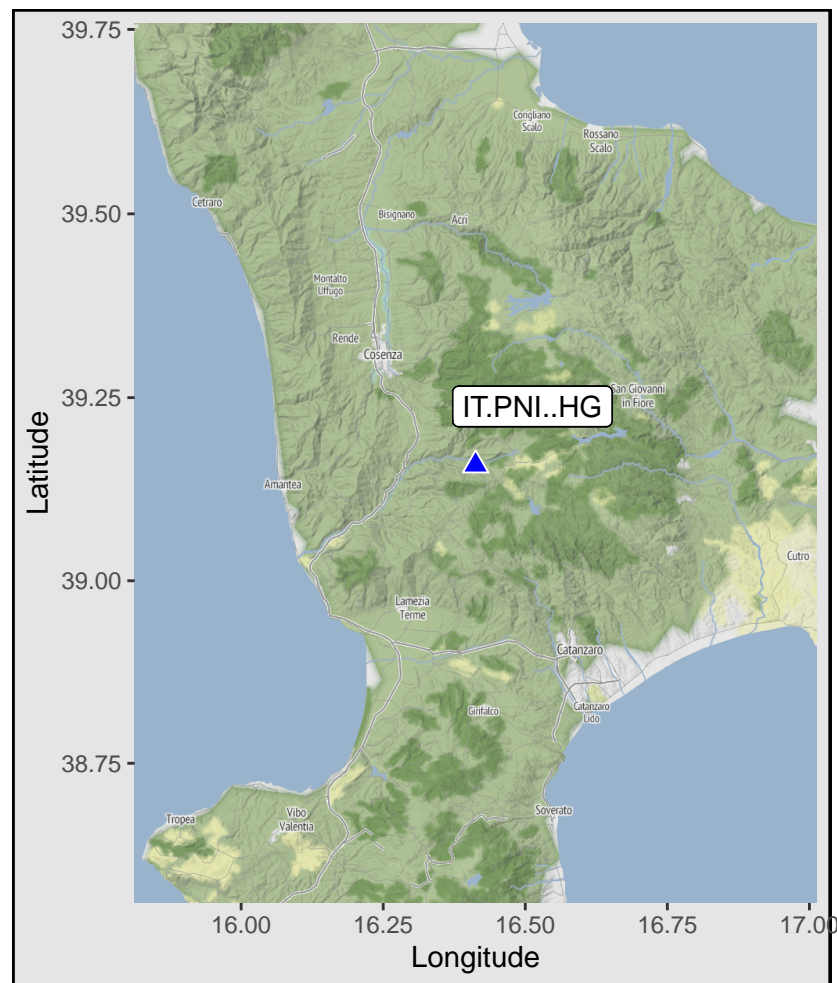 39.75
Corigliano
Scalo
Rossano
Scalo
Cetraro
39.50
Bisignano
Acri
Montalto
Uffugo
Rende
Cosenza
39.25
San Giovanni
in Fiore
IT.PNI..HG
Latitude
Amantea
Cutro
39.00
Lamezia
Terme
Catanzaro
Catanzaro
Lido
Girifalco
38.75
Tropea
Vibo
Valentia
Soverato
16.00
16.25
16.50
16.75
17.00
Longitude